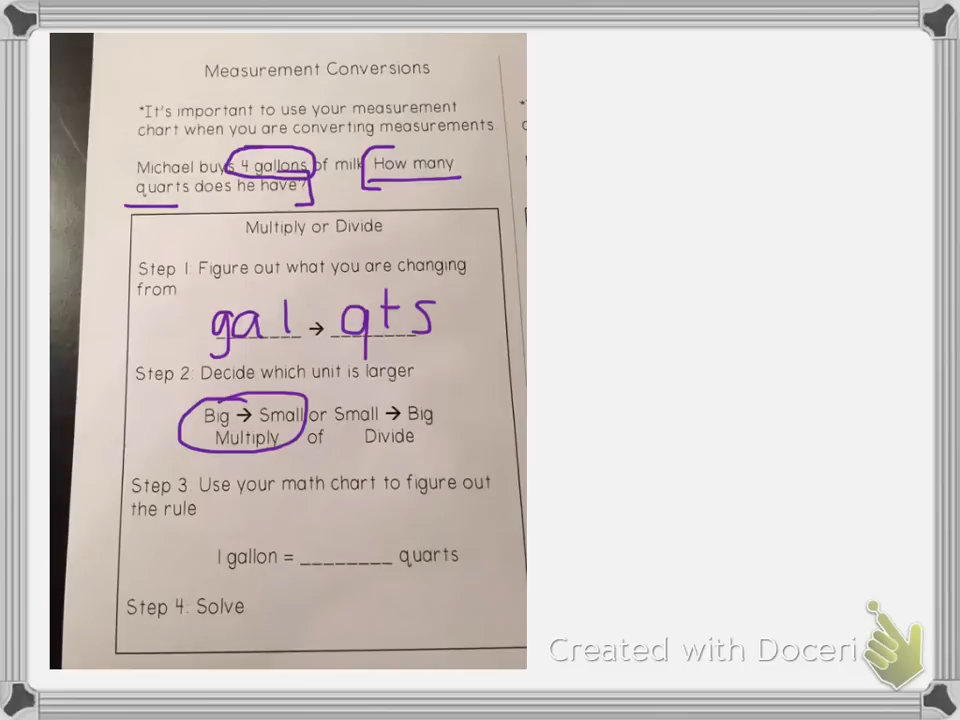 Measurement Conversions
*It's important to use your measurement
chart when you are converting measurements
Michael buys 4 gallons of milk. How many
quarts does he have?
Multiply or Divide
Step 1: Figure out what you are changing
from
gal → qts
Step 2: Decide which unit is larger
Big → Small or Small → Big
Multiply of Divide
Step 3: Use your math chart to figure out
the rule
1 gallon = ________ quarts
Step 4: Solve
Created with Doceri